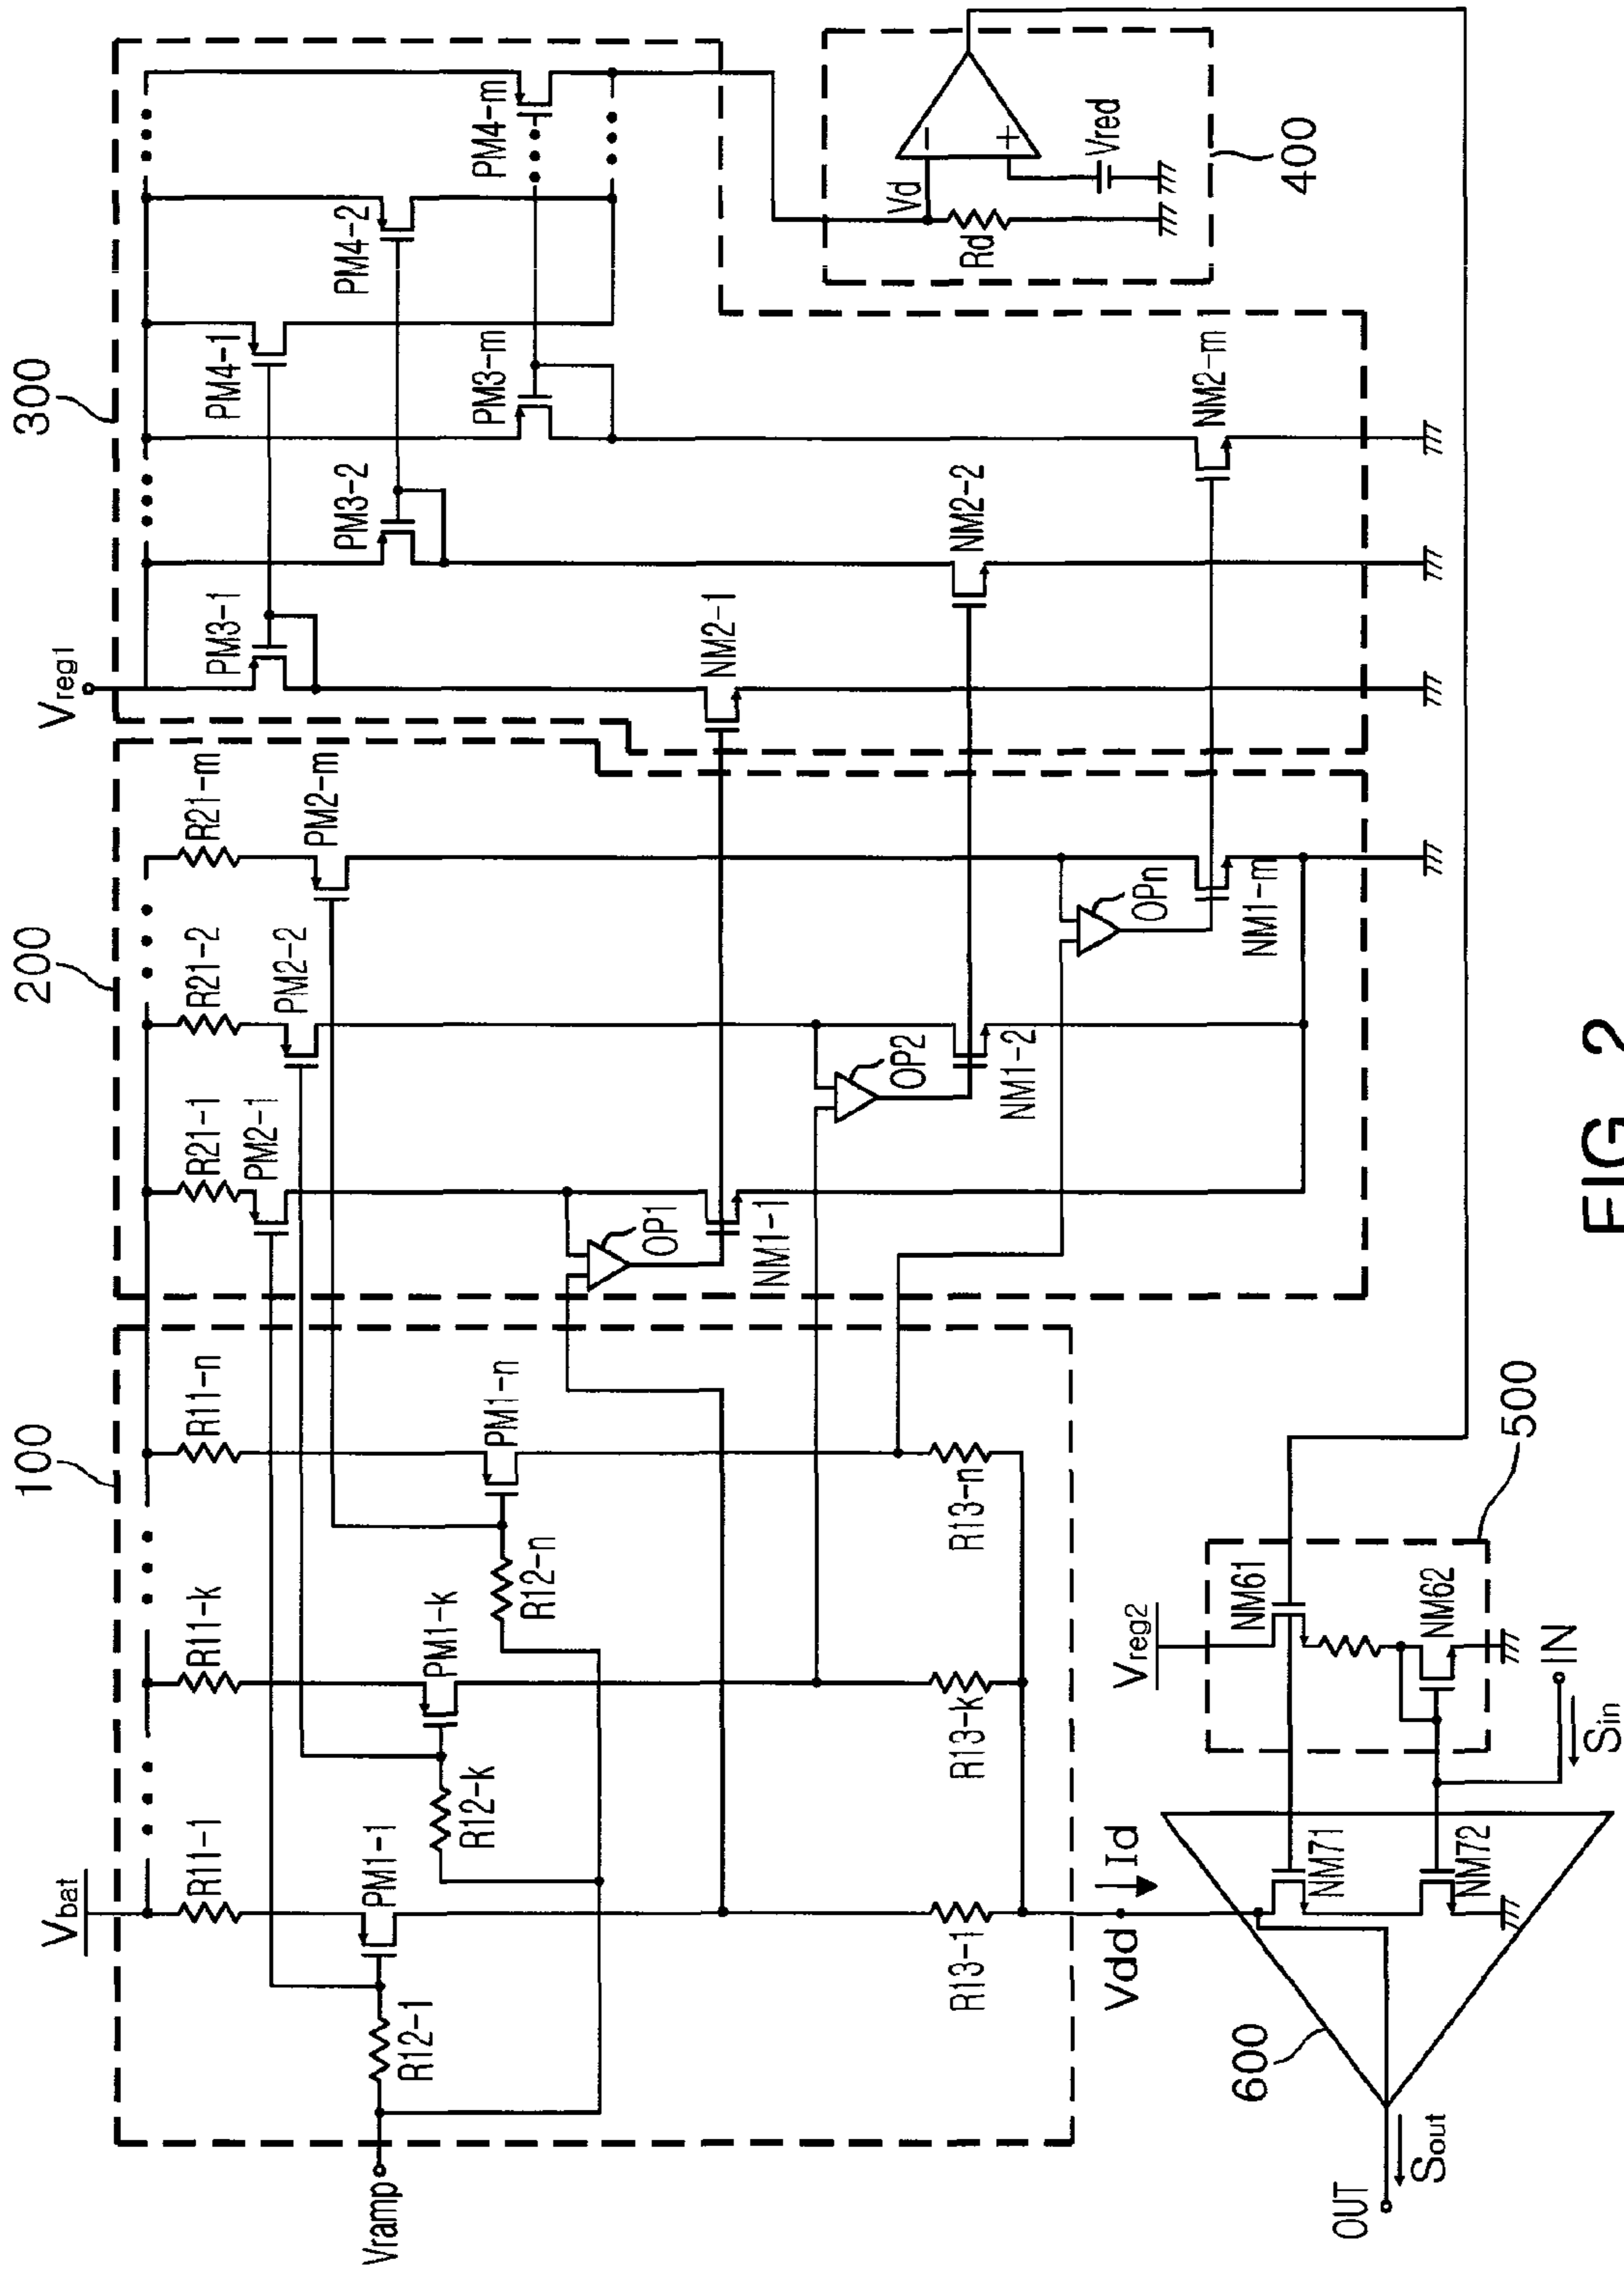 100
200
300
Vbat
Vreg1
R11-1
R11-k
R11-n
R21-1
R21-2
R21-m
PM2-1
PM2-2
PM2-m
PM3-1
PM4-1
PM3-2
PM4-2
PM3-m
PM4-m
PM1-1
PM1-k
PM1-n
Vramp
R12-1
R12-k
R12-n
OP1
NM1-1
NM2-1
OP2
NM1-2
NM2-2
OPn
NM1-m
NM2-m
R13-1
R13-k
R13-n
Vd
Rd
−
+
Vred
400
Vdd
Id
Vreg2
NM61
NM62
500
600
NM71
NM72
OUT
Sout
IN
Sin
FIG. 2